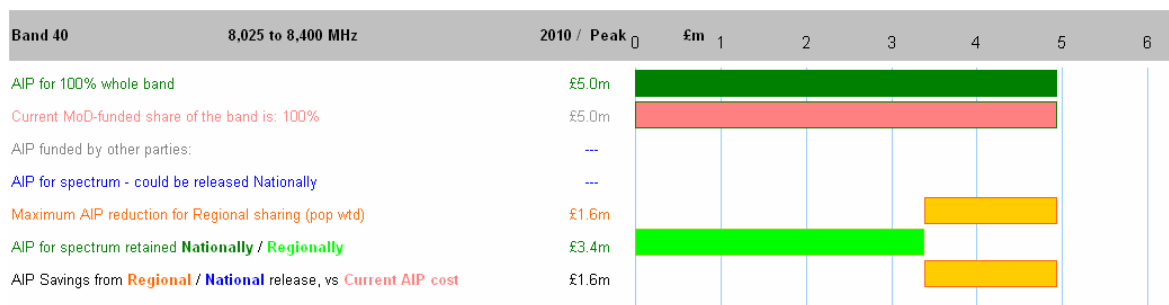 Band 40 8,025 to 8,400 MHz 2010 / Peak 0 £m 1 2 3 4 5 6
AIP for 100% whole band £5.0m
Current MoD-funded share of the band is: 100% £5.0m
AIP funded by other parties: ---
AIP for spectrum - could be released Nationally ---
Maximum AIP reduction for Regional sharing (pop wtd) £1.6m
AIP for spectrum retained Nationally / Regionally £3.4m
AIP Savings from Regional / National release, vs Current AIP cost £1.6m